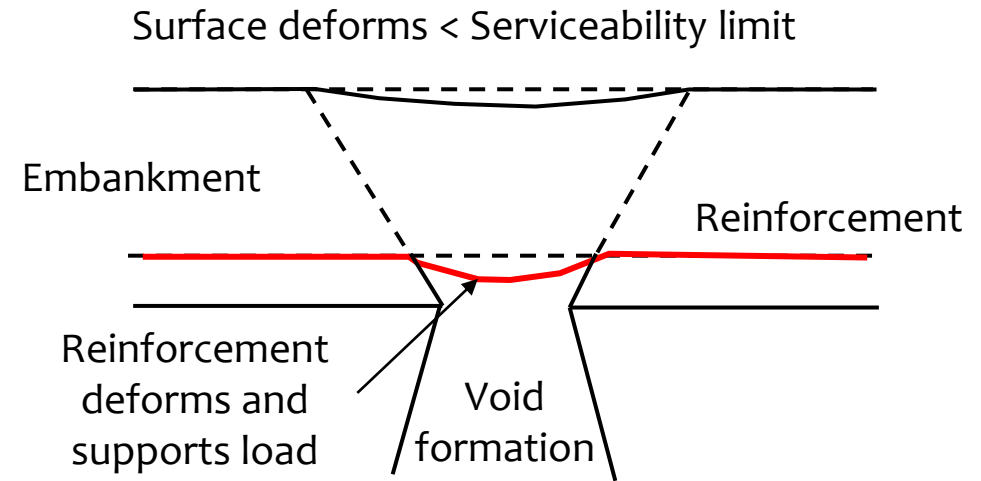 Surface deforms < Serviceability limit
Embankment
Reinforcement
Reinforcement
deforms and
supports load
Void
formation